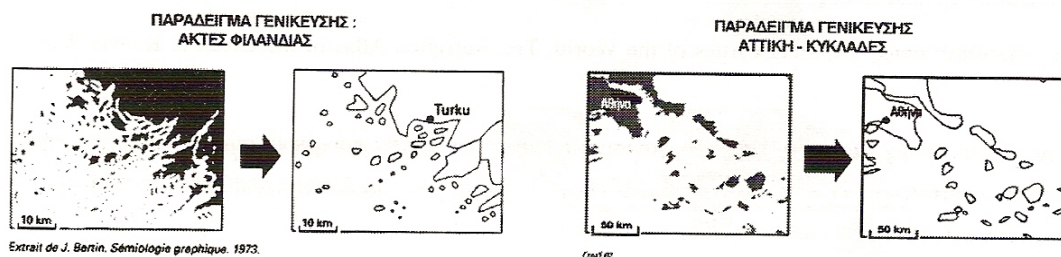 ΠΑΡΑΔΕΙΓΜΑ ΓΕΝΙΚΕΥΣΗΣ :
ΑΚΤΕΣ ΦΙΛΑΝΔΙΑΣ
Turku
10 km
10 km
Extrait de J. Bertin. Sémiologie graphique. 1973.
ΠΑΡΑΔΕΙΓΜΑ ΓΕΝΙΚΕΥΣΗΣ
ΑΤΤΙΚΗ - ΚΥΚΛΑΔΕΣ
Αθήνα
Αθήνα
50 km
50 km